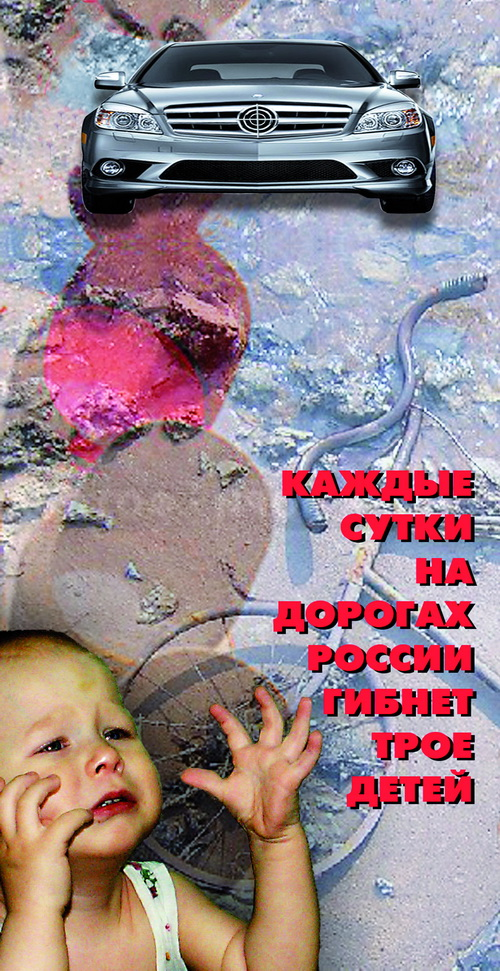 КАЖДЫЕ
СУТКИ
НА
ДОРОГАХ
РОССИИ
ГИБНЕТ
ТРОЕ
ДЕТЕЙ